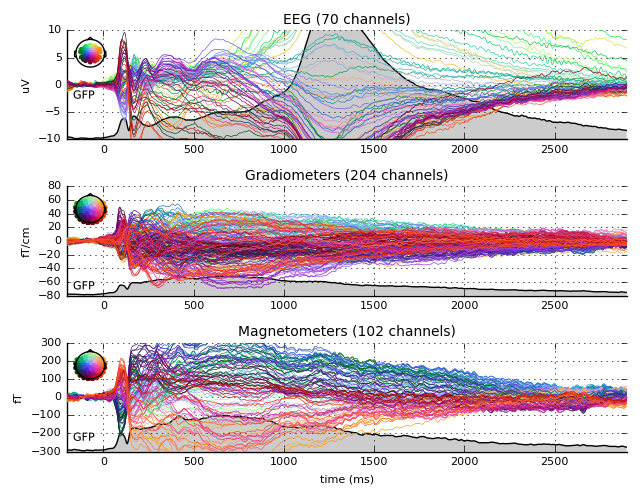 EEG (70 channels)
10
5
0
−5
−10
uV
GFP
0 500 1000 1500 2000 2500
Gradiometers (204 channels)
80
60
40
20
0
−20
−40
−60
−80
fT/cm
GFP
0 500 1000 1500 2000 2500
Magnetometers (102 channels)
300
200
100
0
−100
−200
−300
fT
GFP
0 500 1000 1500 2000 2500
time (ms)